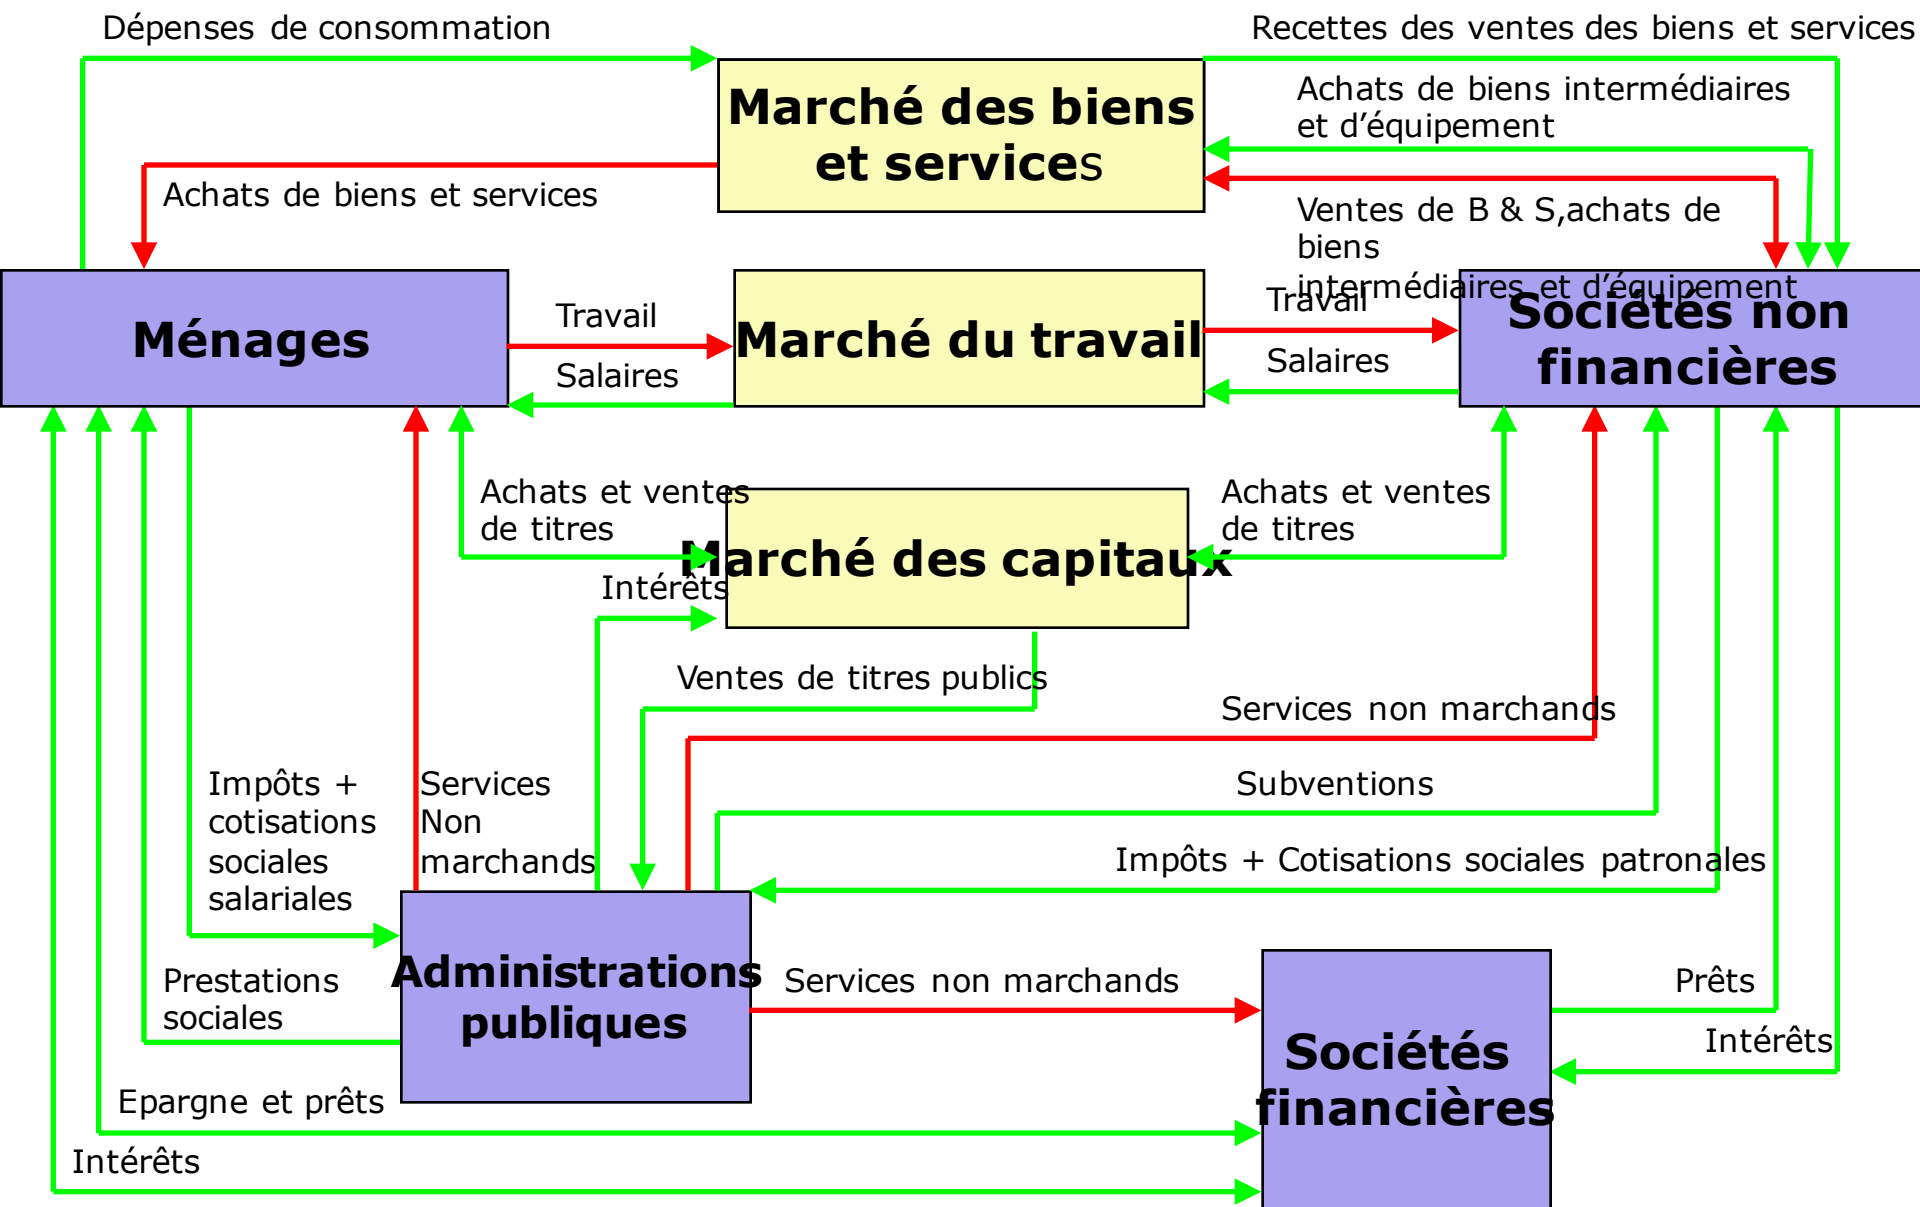 Dépenses de consommation
Recettes des ventes des biens et services
Marché des biens
et services
Achats de biens intermédiaires
et d'équipement
Achats de biens et services
Ventes de B & S,achats de
biens
intermédiaires et d'équipement
Ménages
Travail
Salaires
Marché du travail
Travail
Salaires
Sociétés non
financières
Achats et ventes
de titres
Marché des capitaux
Achats et ventes
de titres
Intérêts
Ventes de titres publics
Services non marchands
Impôts +
cotisations
sociales
salariales
Services
Non
marchands
Subventions
Impôts + Cotisations sociales patronales
Administrations
publiques
Services non marchands
Prestations
sociales
Sociétés
financières
Prêts
Intérêts
Epargne et prêts
Intérêts